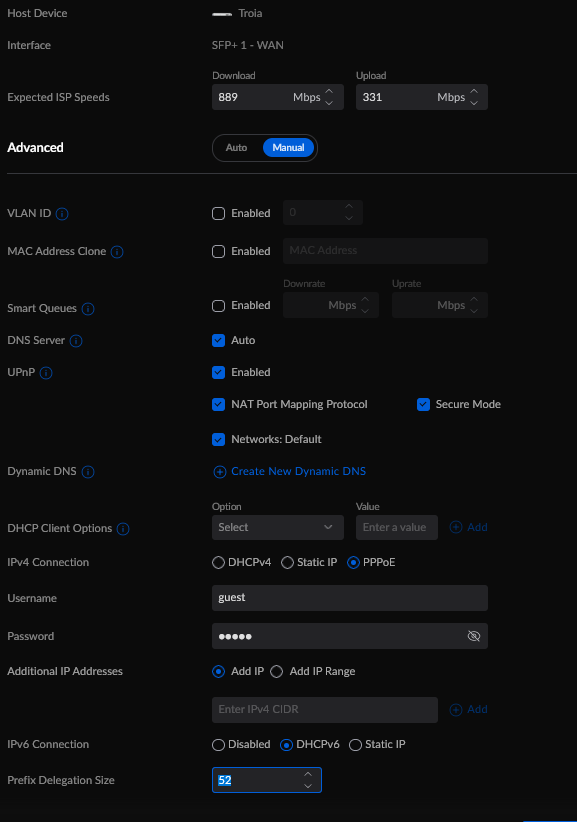 Host Device Troia
Interface SFP+ 1 - WAN
Download Upload
Expected ISP Speeds 889 Mbps 331 Mbps
Advanced Auto Manual
VLAN ID Enabled 0
MAC Address Clone Enabled MAC Address
Downrate Uprate
Smart Queues Enabled Mbps Mbps
DNS Server Auto
UPnP Enabled
NAT Port Mapping Protocol Secure Mode
Networks: Default
Dynamic DNS Create New Dynamic DNS
Option Value
DHCP Client Options Select Enter a value Add
IPv4 Connection DHCPv4 Static IP PPPoE
Username guest
Password •••••
Additional IP Addresses Add IP Add IP Range
Enter IPv4 CIDR Add
IPv6 Connection Disabled DHCPv6 Static IP
Prefix Delegation Size 52